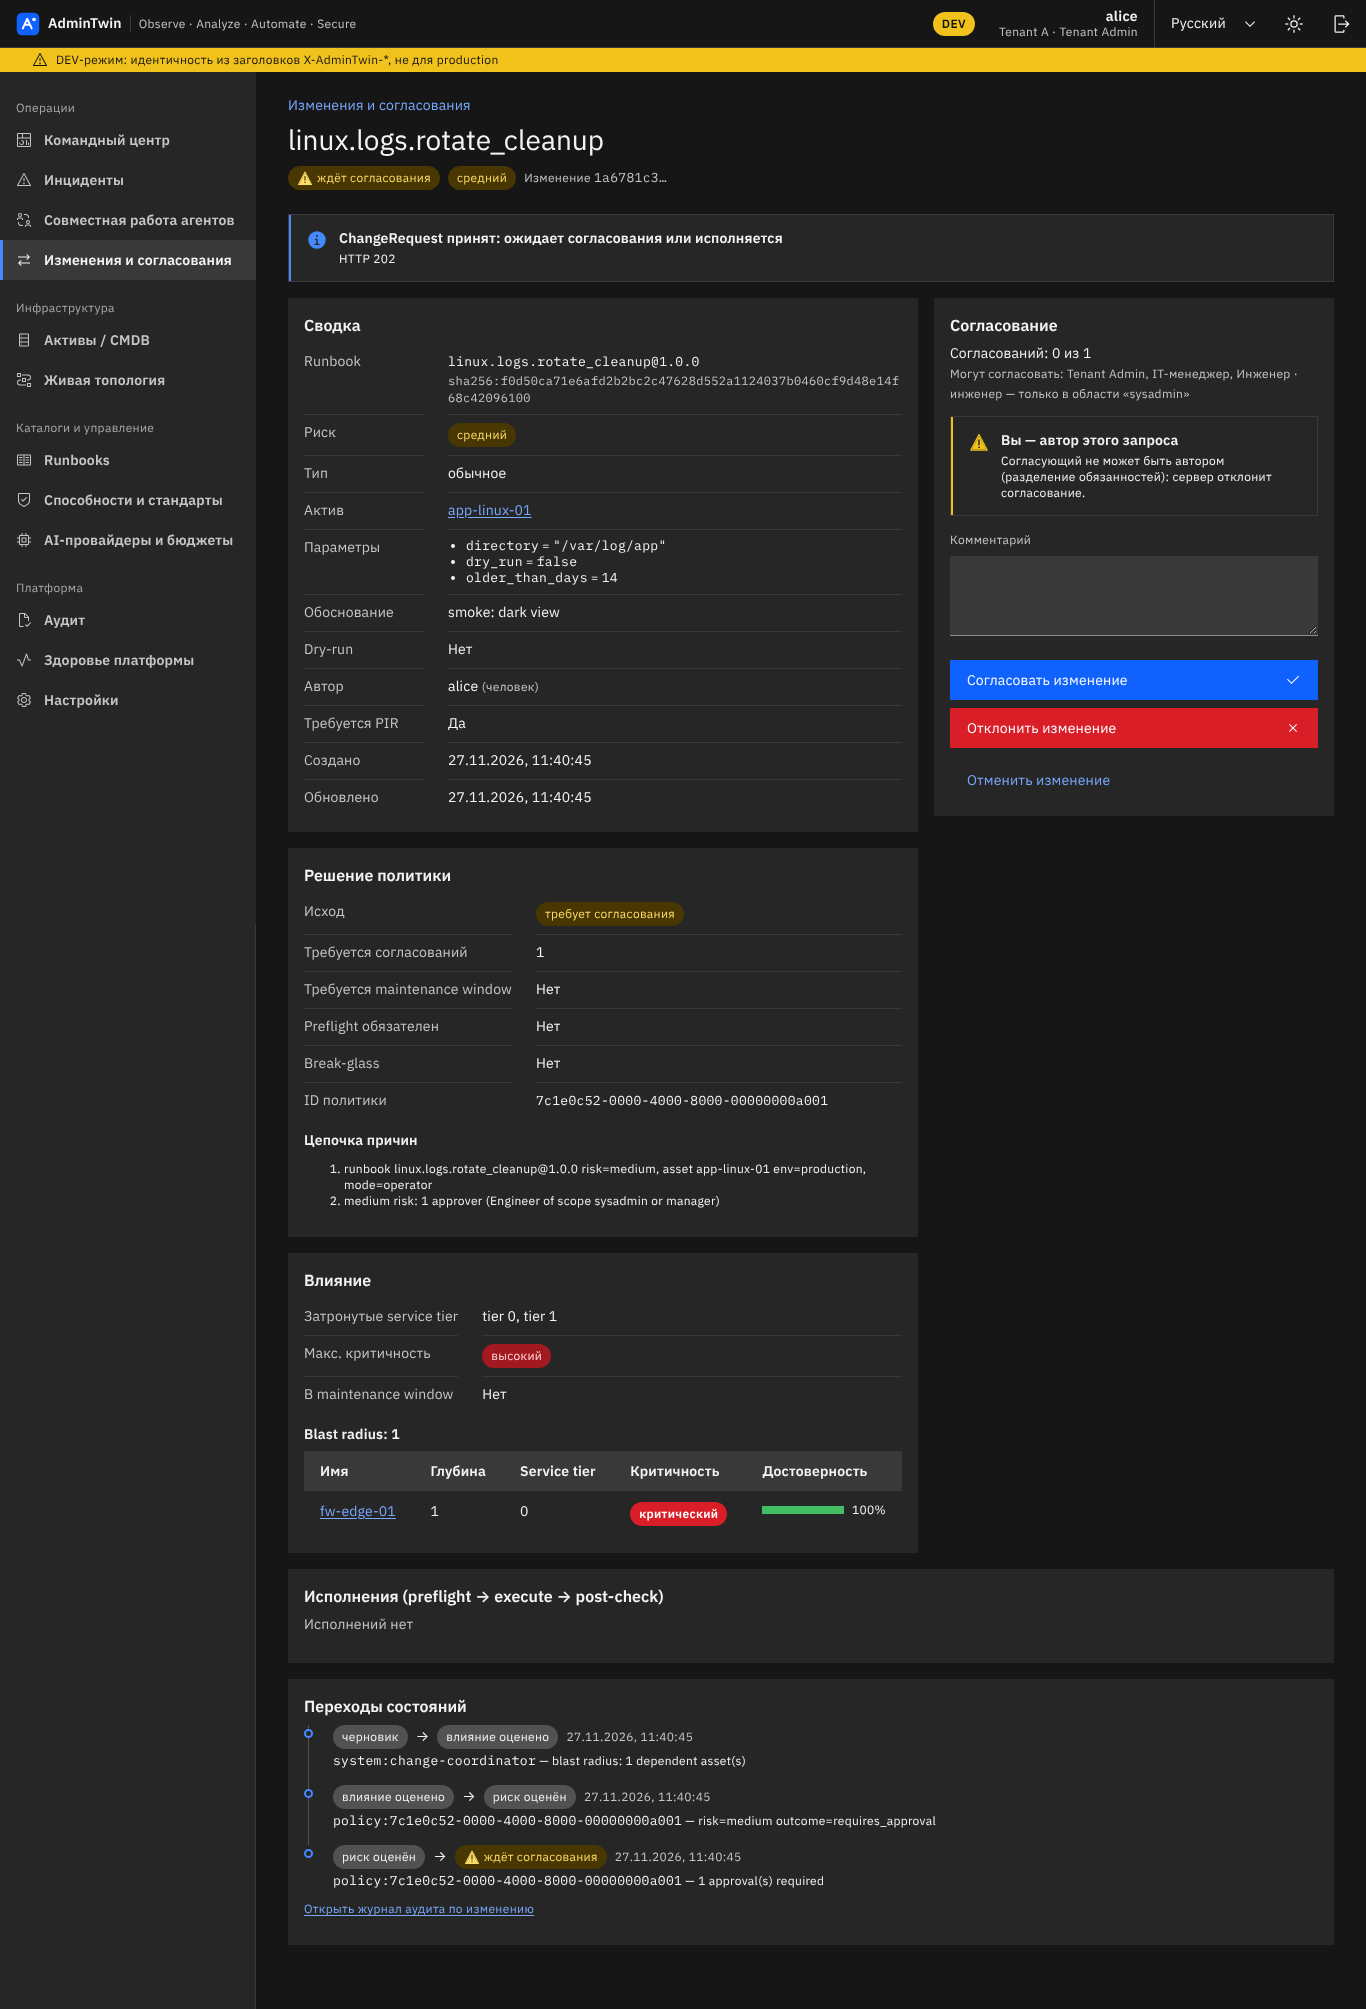 AdminTwin
Observe · Analyze · Automate · Secure
DEV
alice
Tenant A · Tenant Admin
Русский
DEV-режим: идентичность из заголовков X-AdminTwin-*, не для production
Операции
Командный центр
Инциденты
Совместная работа агентов
Изменения и согласования
Инфраструктура
Активы / CMDB
Живая топология
Каталоги и управление
Runbooks
Способности и стандарты
AI-провайдеры и бюджеты
Платформа
Аудит
Здоровье платформы
Настройки
Изменения и согласования
linux.logs.rotate_cleanup
ждёт согласования
средний
Изменение 1a6781c3…
ChangeRequest принят: ожидает согласования или исполняется
HTTP 202
Сводка
Runbook
linux.logs.rotate_cleanup@1.0.0
sha256:f0d50ca71e6afd2b2bc2c47628d552a1124037b0460cf9d48e14f
68c42096100
Риск
средний
Тип
обычное
Актив
app-linux-01
Параметры
• directory = "/var/log/app"
• dry_run = false
• older_than_days = 14
Обоснование
smoke: dark view
Dry-run
Нет
Автор
alice (человек)
Требуется PIR
Да
Создано
27.11.2026, 11:40:45
Обновлено
27.11.2026, 11:40:45
Согласование
Согласований: 0 из 1
Могут согласовать: Tenant Admin, IT-менеджер, Инженер ·
инженер — только в области «sysadmin»
Вы — автор этого запроса
Согласующий не может быть автором
(разделение обязанностей): сервер отклонит
согласование.
Комментарий
Согласовать изменение
Отклонить изменение
Отменить изменение
Решение политики
Исход
требует согласования
Требуется согласований
1
Требуется maintenance window
Нет
Preflight обязателен
Нет
Break-glass
Нет
ID политики
7c1e0c52-0000-4000-8000-00000000a001
Цепочка причин
1. runbook linux.logs.rotate_cleanup@1.0.0 risk=medium, asset app-linux-01 env=production,
mode=operator
2. medium risk: 1 approver (Engineer of scope sysadmin or manager)
Влияние
Затронутые service tier
tier 0, tier 1
Макс. критичность
высокий
В maintenance window
Нет
Blast radius: 1
Имя
Глубина
Service tier
Критичность
Достоверность
fw-edge-01
1
0
критический
100%
Исполнения (preflight → execute → post-check)
Исполнений нет
Переходы состояний
черновик → влияние оценено 27.11.2026, 11:40:45
system:change-coordinator — blast radius: 1 dependent asset(s)
влияние оценено → риск оценён 27.11.2026, 11:40:45
policy:7c1e0c52-0000-4000-8000-00000000a001 — risk=medium outcome=requires_approval
риск оценён → ждёт согласования 27.11.2026, 11:40:45
policy:7c1e0c52-0000-4000-8000-00000000a001 — 1 approval(s) required
Открыть журнал аудита по изменению